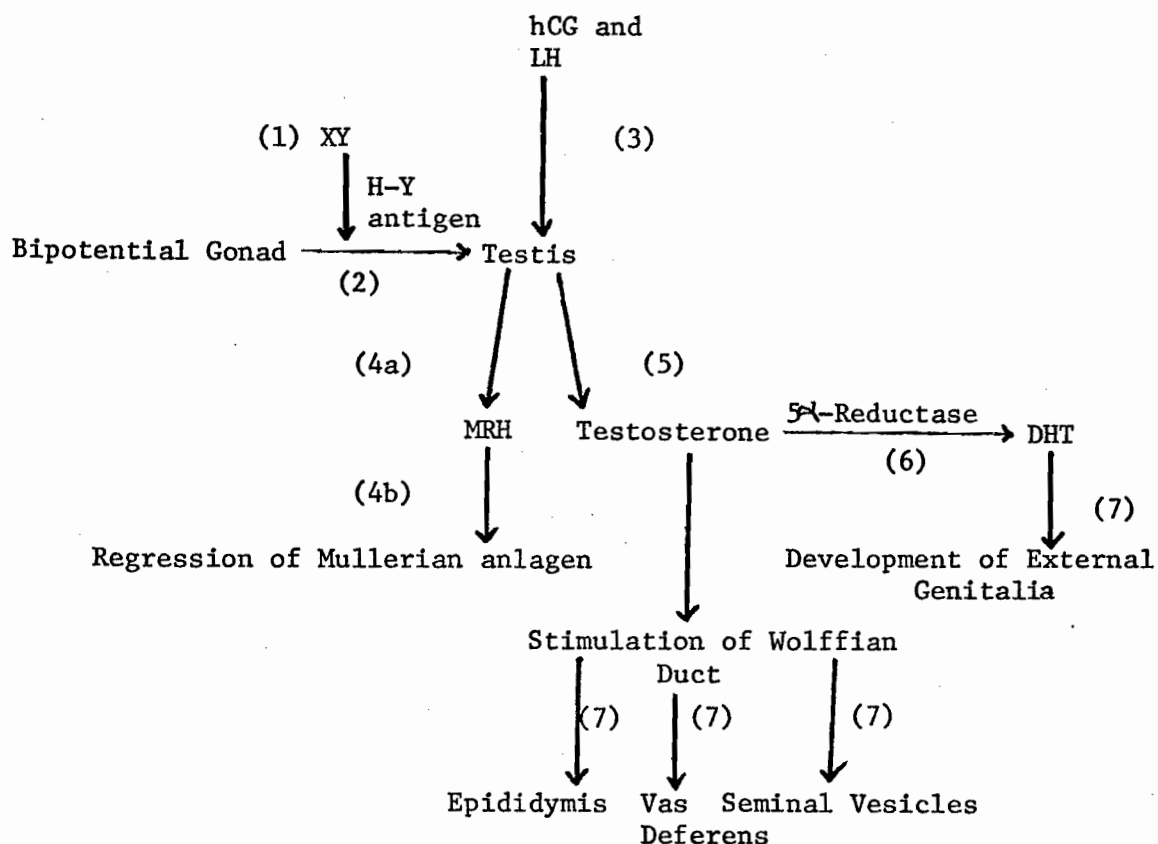 hCG and
LH
(1) XY
(3)
H-Y
antigen
Bipotential Gonad
Testis
(2)
(4a)
(5)
MRH
Testosterone
5α-Reductase
DHT
(6)
(4b)
(7)
Regression of Mullerian anlagen
Development of External
Genitalia
Stimulation of Wolffian
Duct
(7)
(7)
(7)
Epididymis
Vas
Deferens
Seminal Vesicles